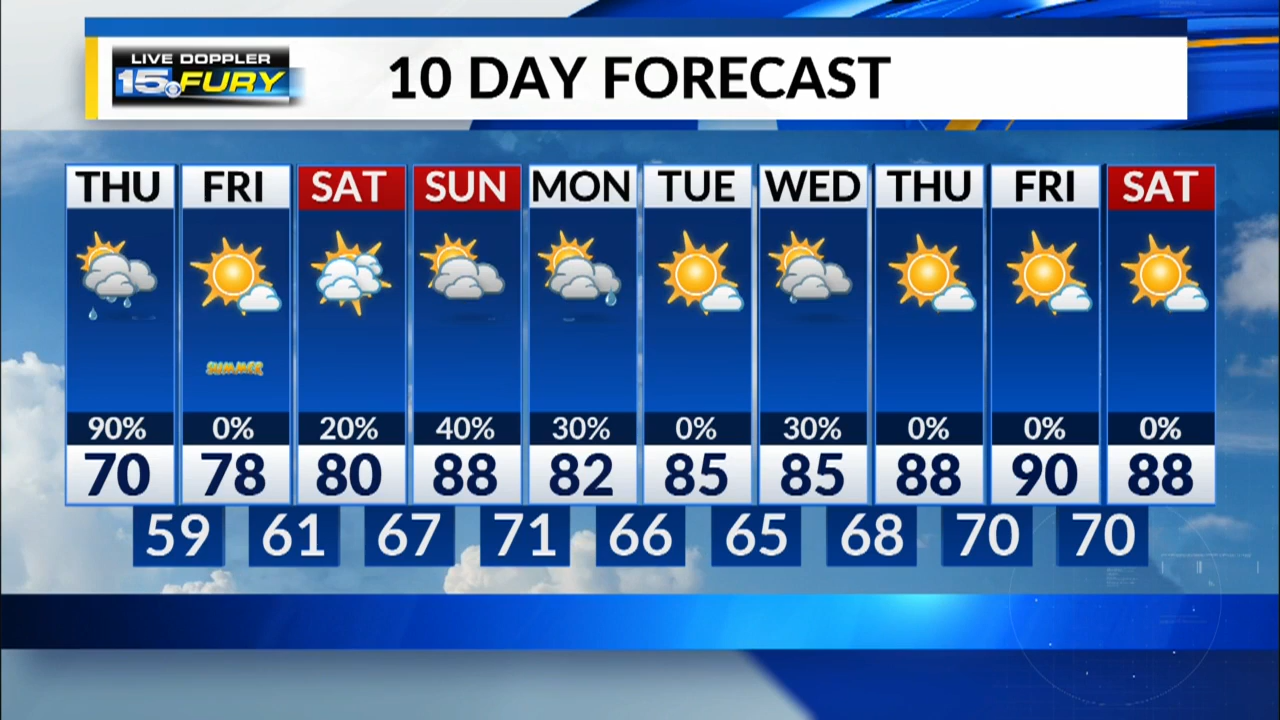 LIVE DOPPLER
15 FURY
10 DAY FORECAST
THU FRI SAT SUN MON TUE WED THU FRI SAT
SUMMER
90% 0% 20% 40% 30% 0% 30% 0% 0% 0%
70 78 80 88 82 85 85 88 90 88
59 61 67 71 66 65 68 70 70